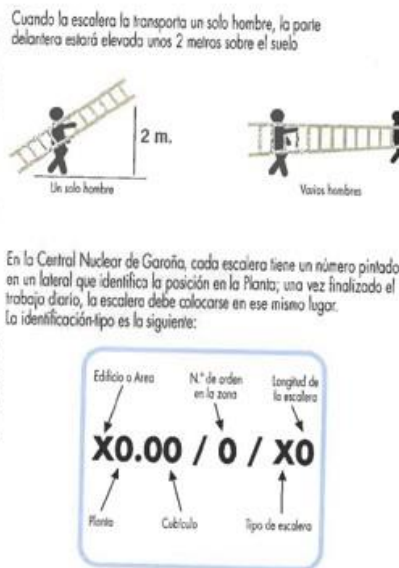 Cuando la escalera la transporta un solo hombre, la parte
delantera estará elevada unos 2 metros sobre el suelo
2 m.
Un solo hombre
Varios hombres
En la Central Nuclear de Garoña, cada escalera tiene un número pintado
en un lateral que identifica la posición en la Planta; una vez finalizado el
trabajo diario, la escalera debe colocarse en ese mismo lugar.
La identificación-tipo es la siguiente:
Edificio o Area
N.º de orden
en la zona
Longitud de
la escalera
X0.00 / 0 / X0
Planta
Cubículo
Tipo de escalera